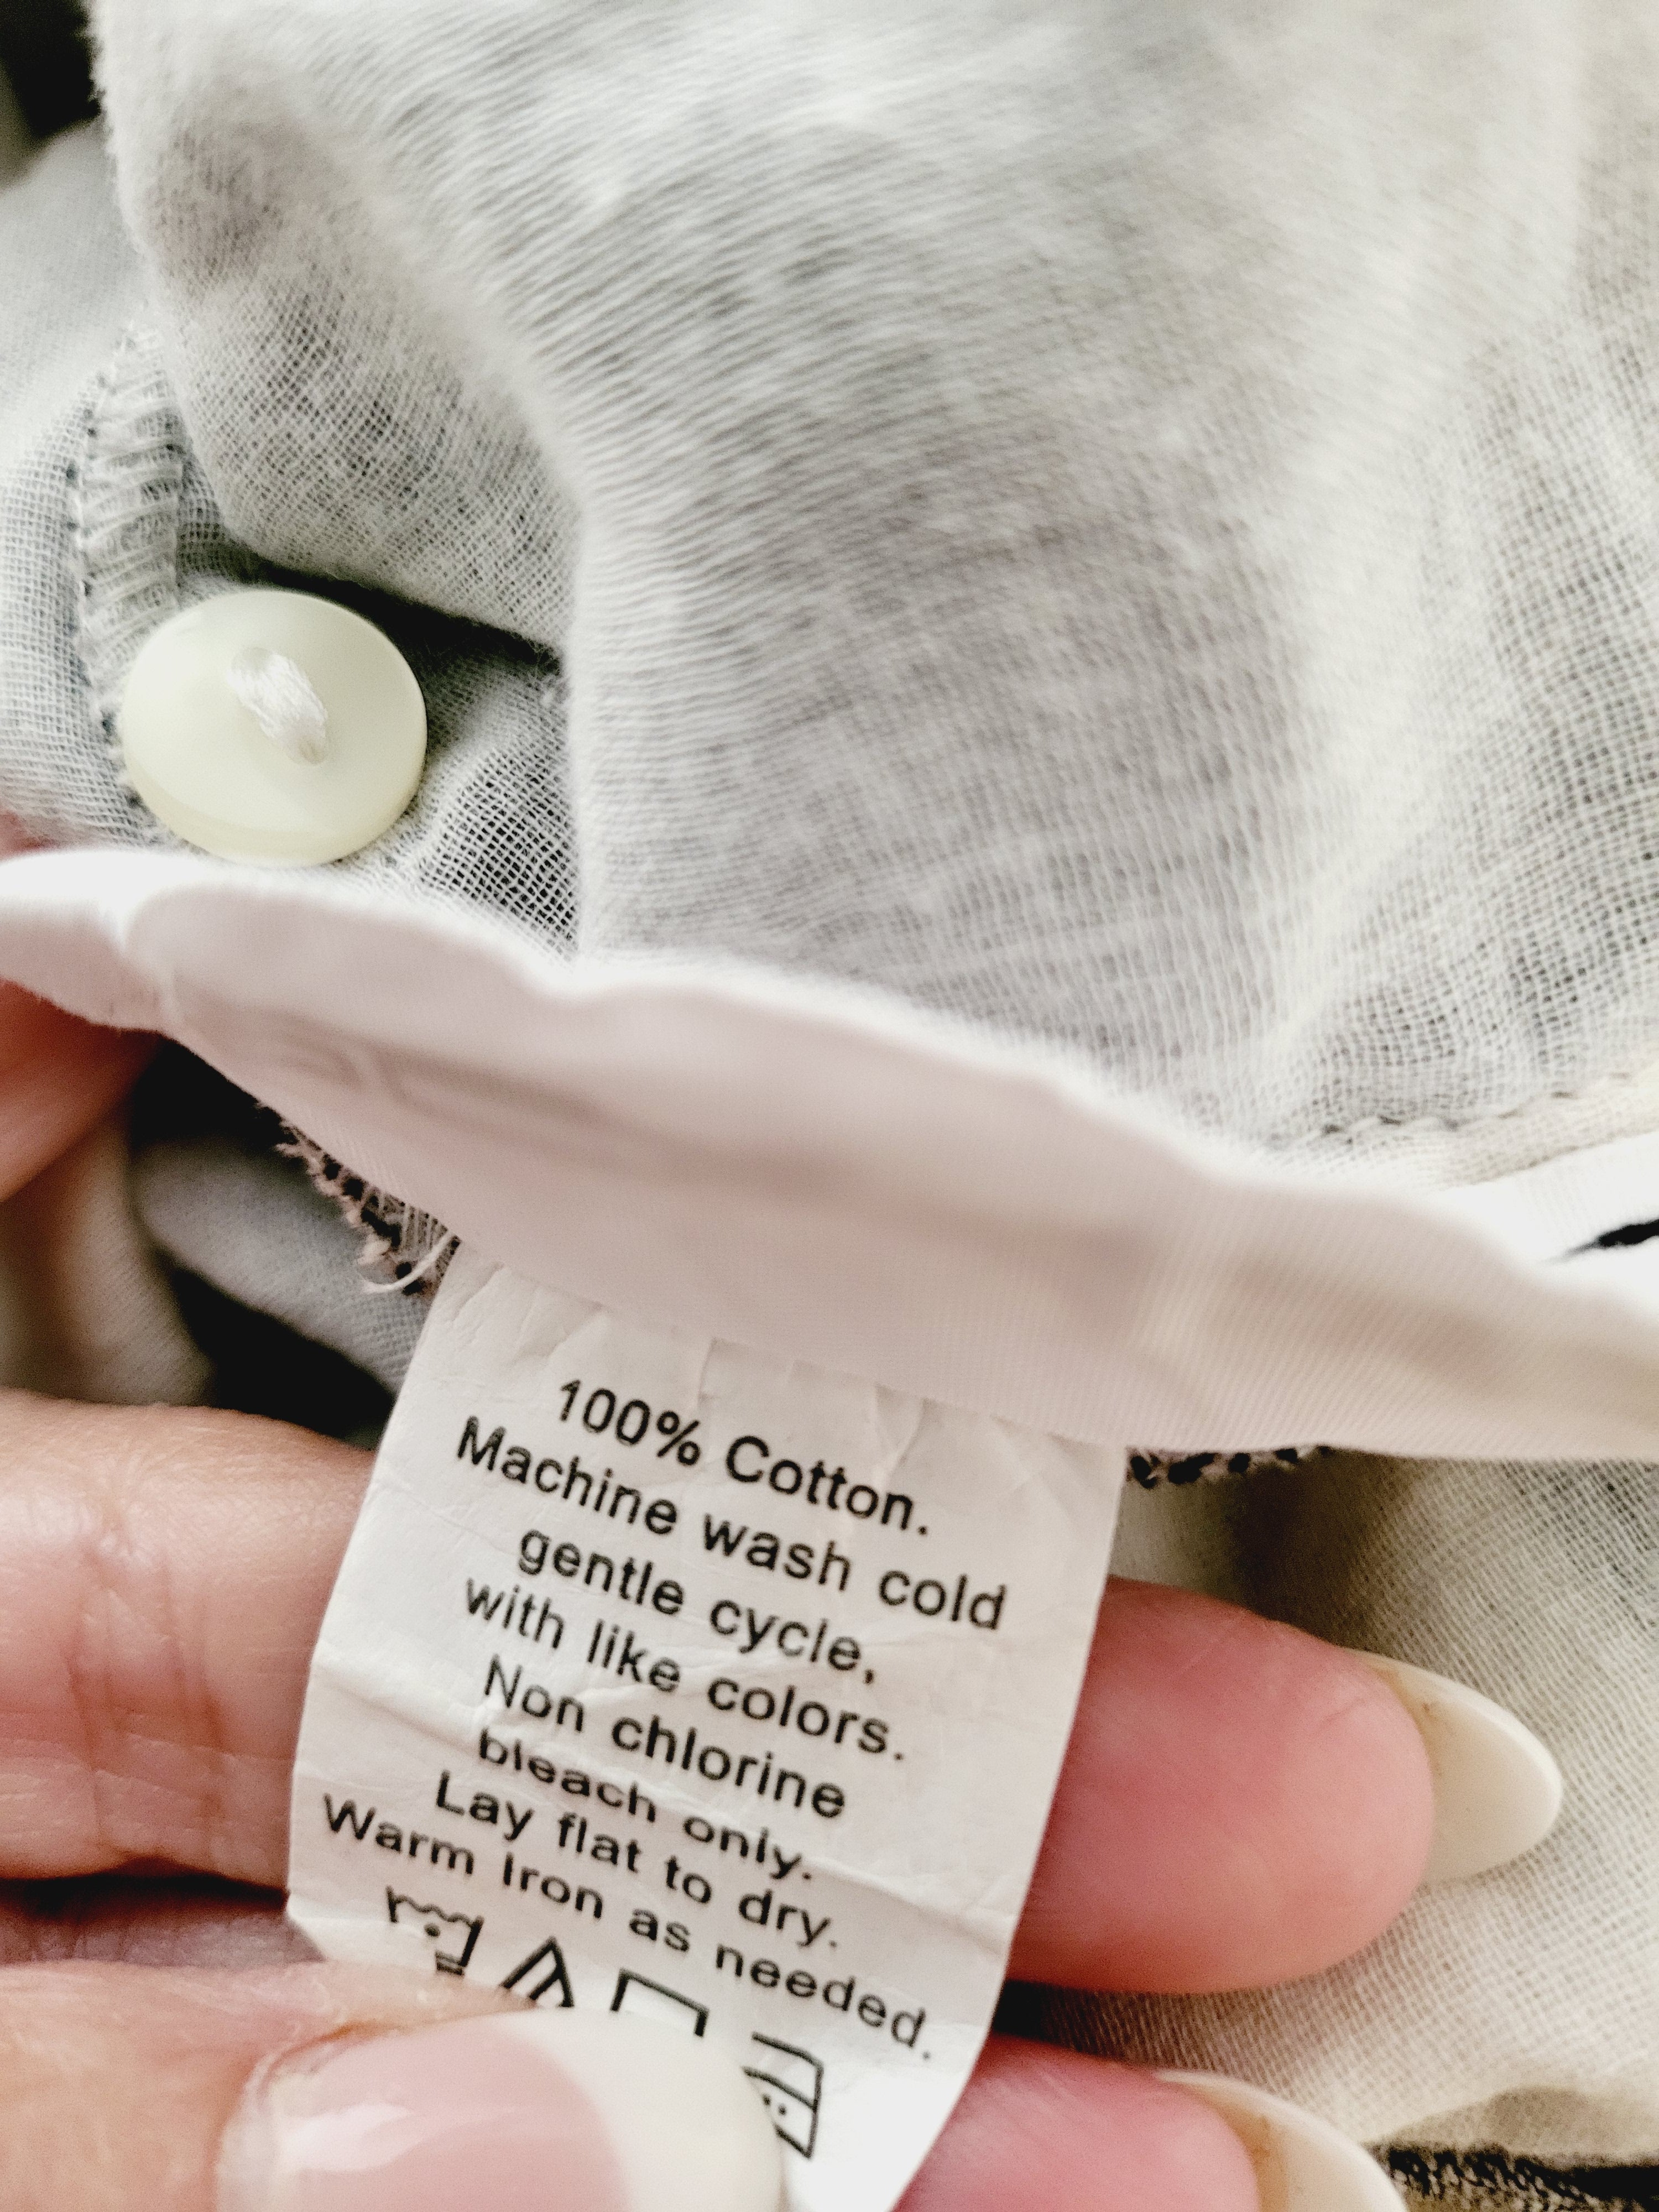 100% Cotton.
Machine wash cold
gentle cycle,
with like colors.
Non chlorine
bleach only.
Lay flat to dry.
Warm Iron as needed.